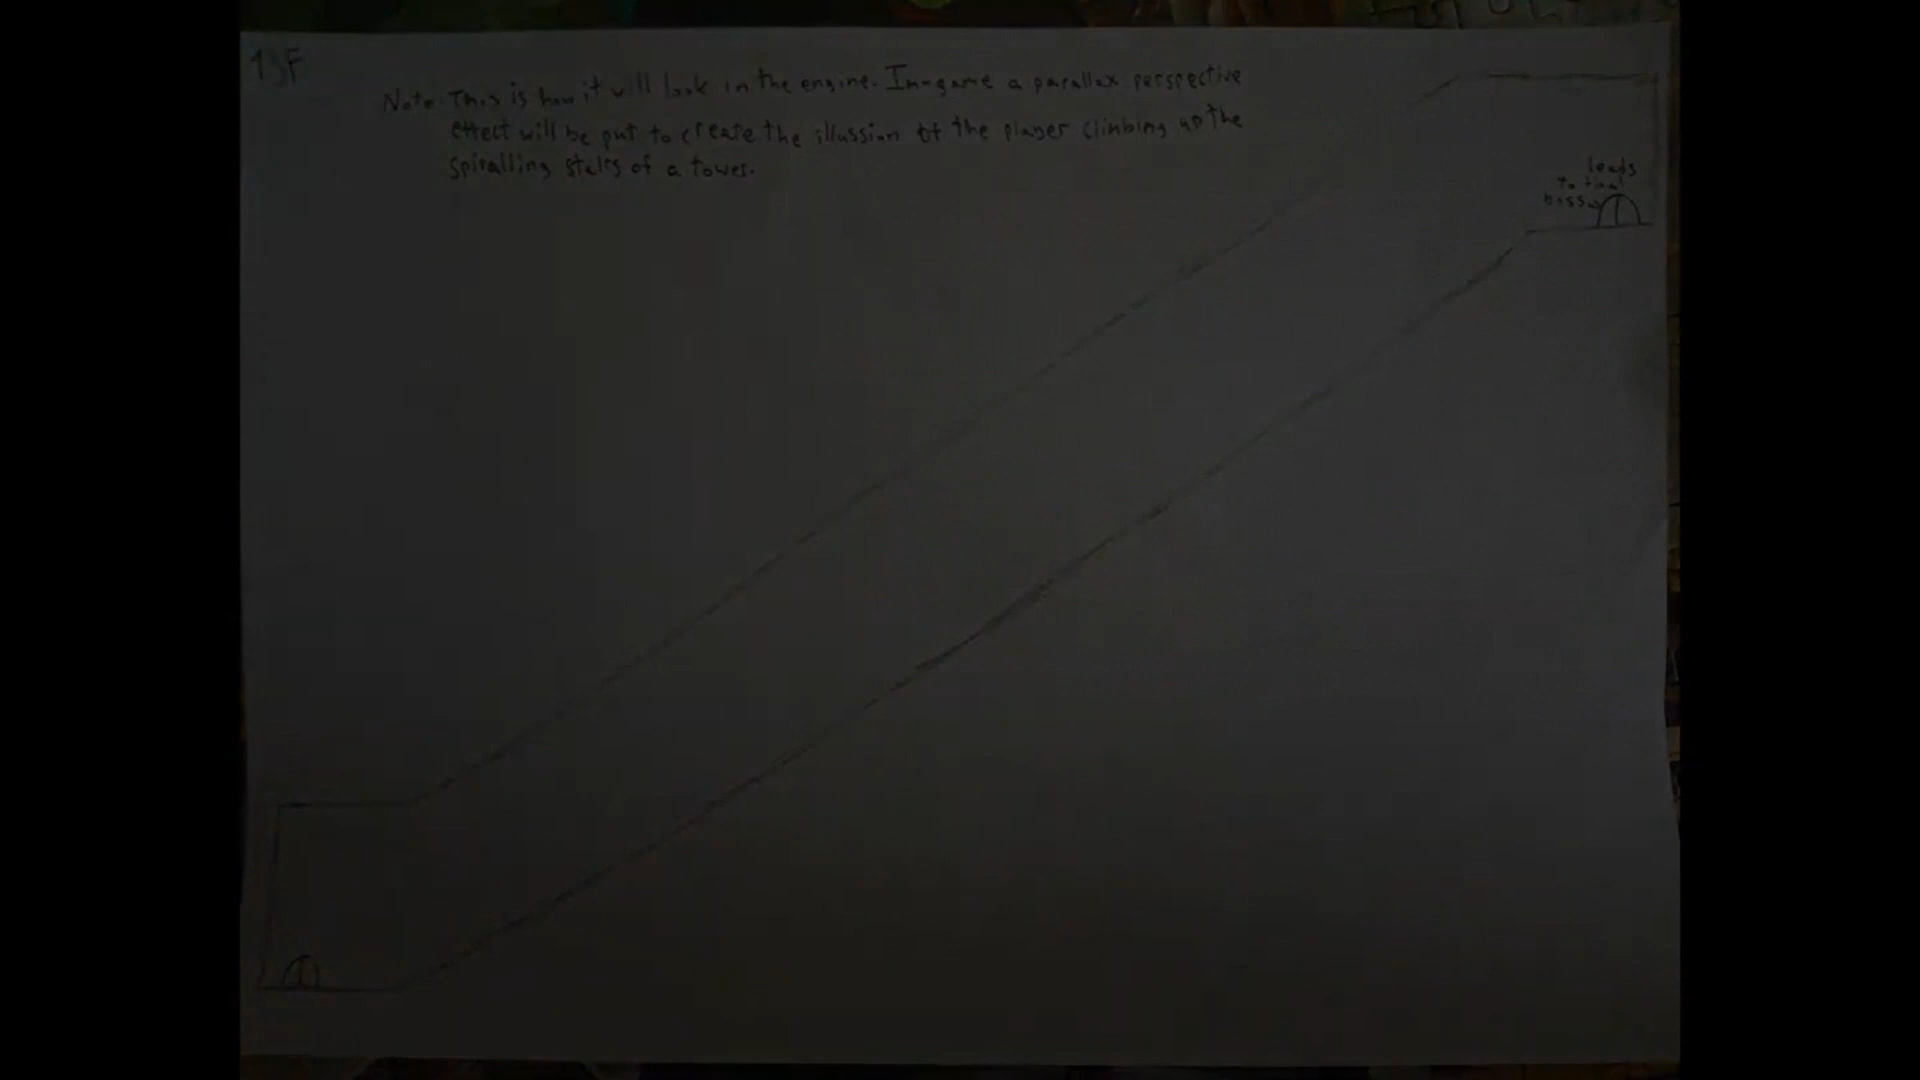 13F
Note: This is how it will look in the engine. In-game a parallax perspective
effect will be put to create the illussion of the player climbing up the
spiralling stairs of a tower.
leads
to final
boss